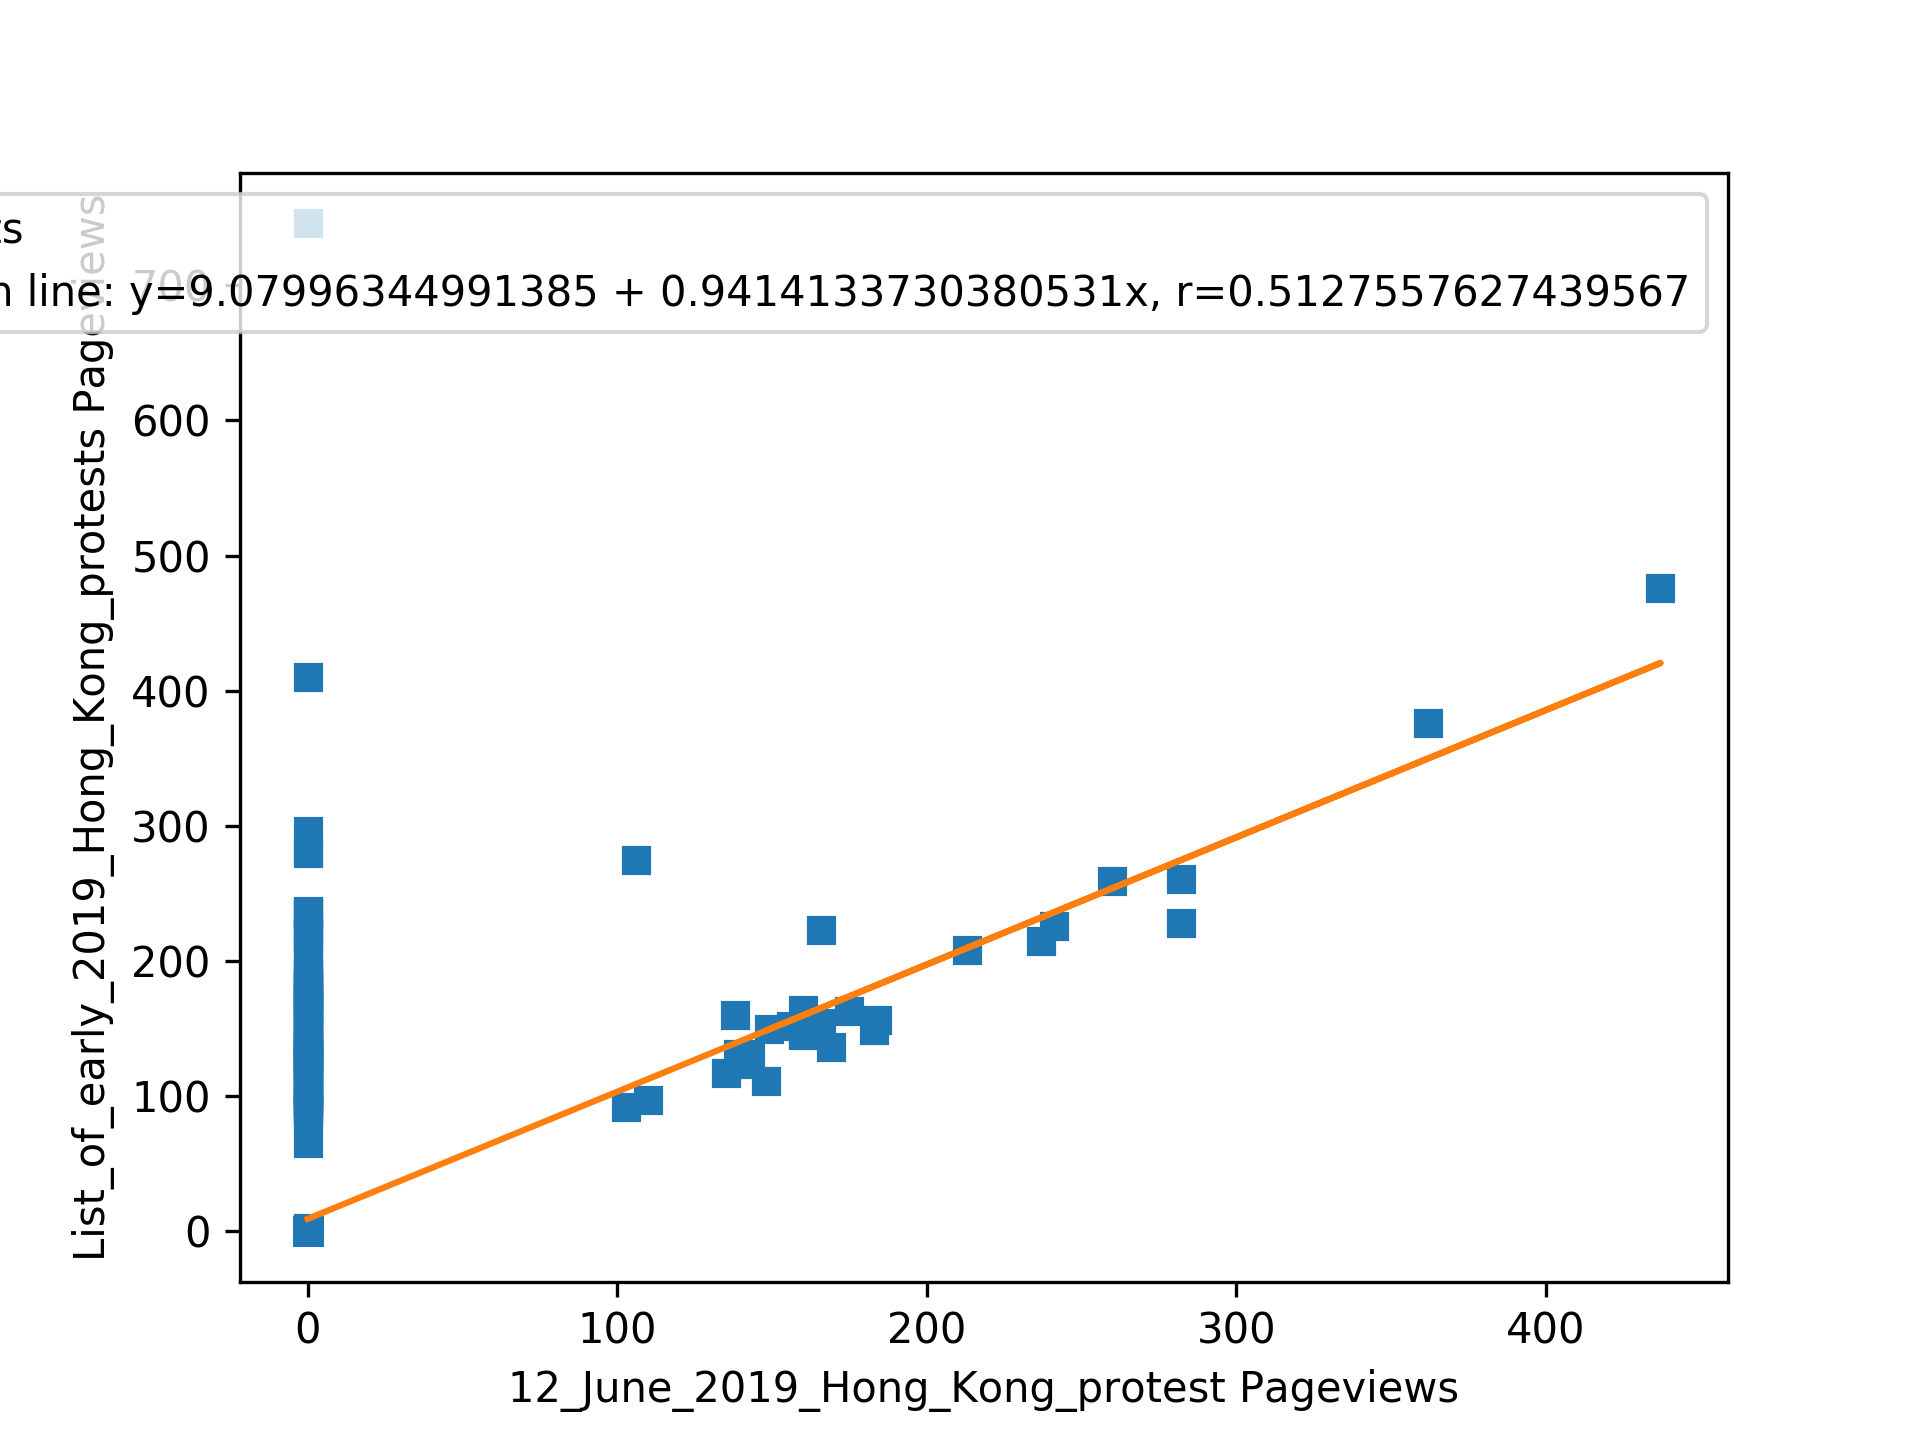 ts
n line: y=9.07996344991385 + 0.9414133730380531x, r=0.5127557627439567
List_of_early_2019_Hong_Kong_protests Pageviews
700
600
500
400
300
200
100
0
0 100 200 300 400
12_June_2019_Hong_Kong_protest Pageviews